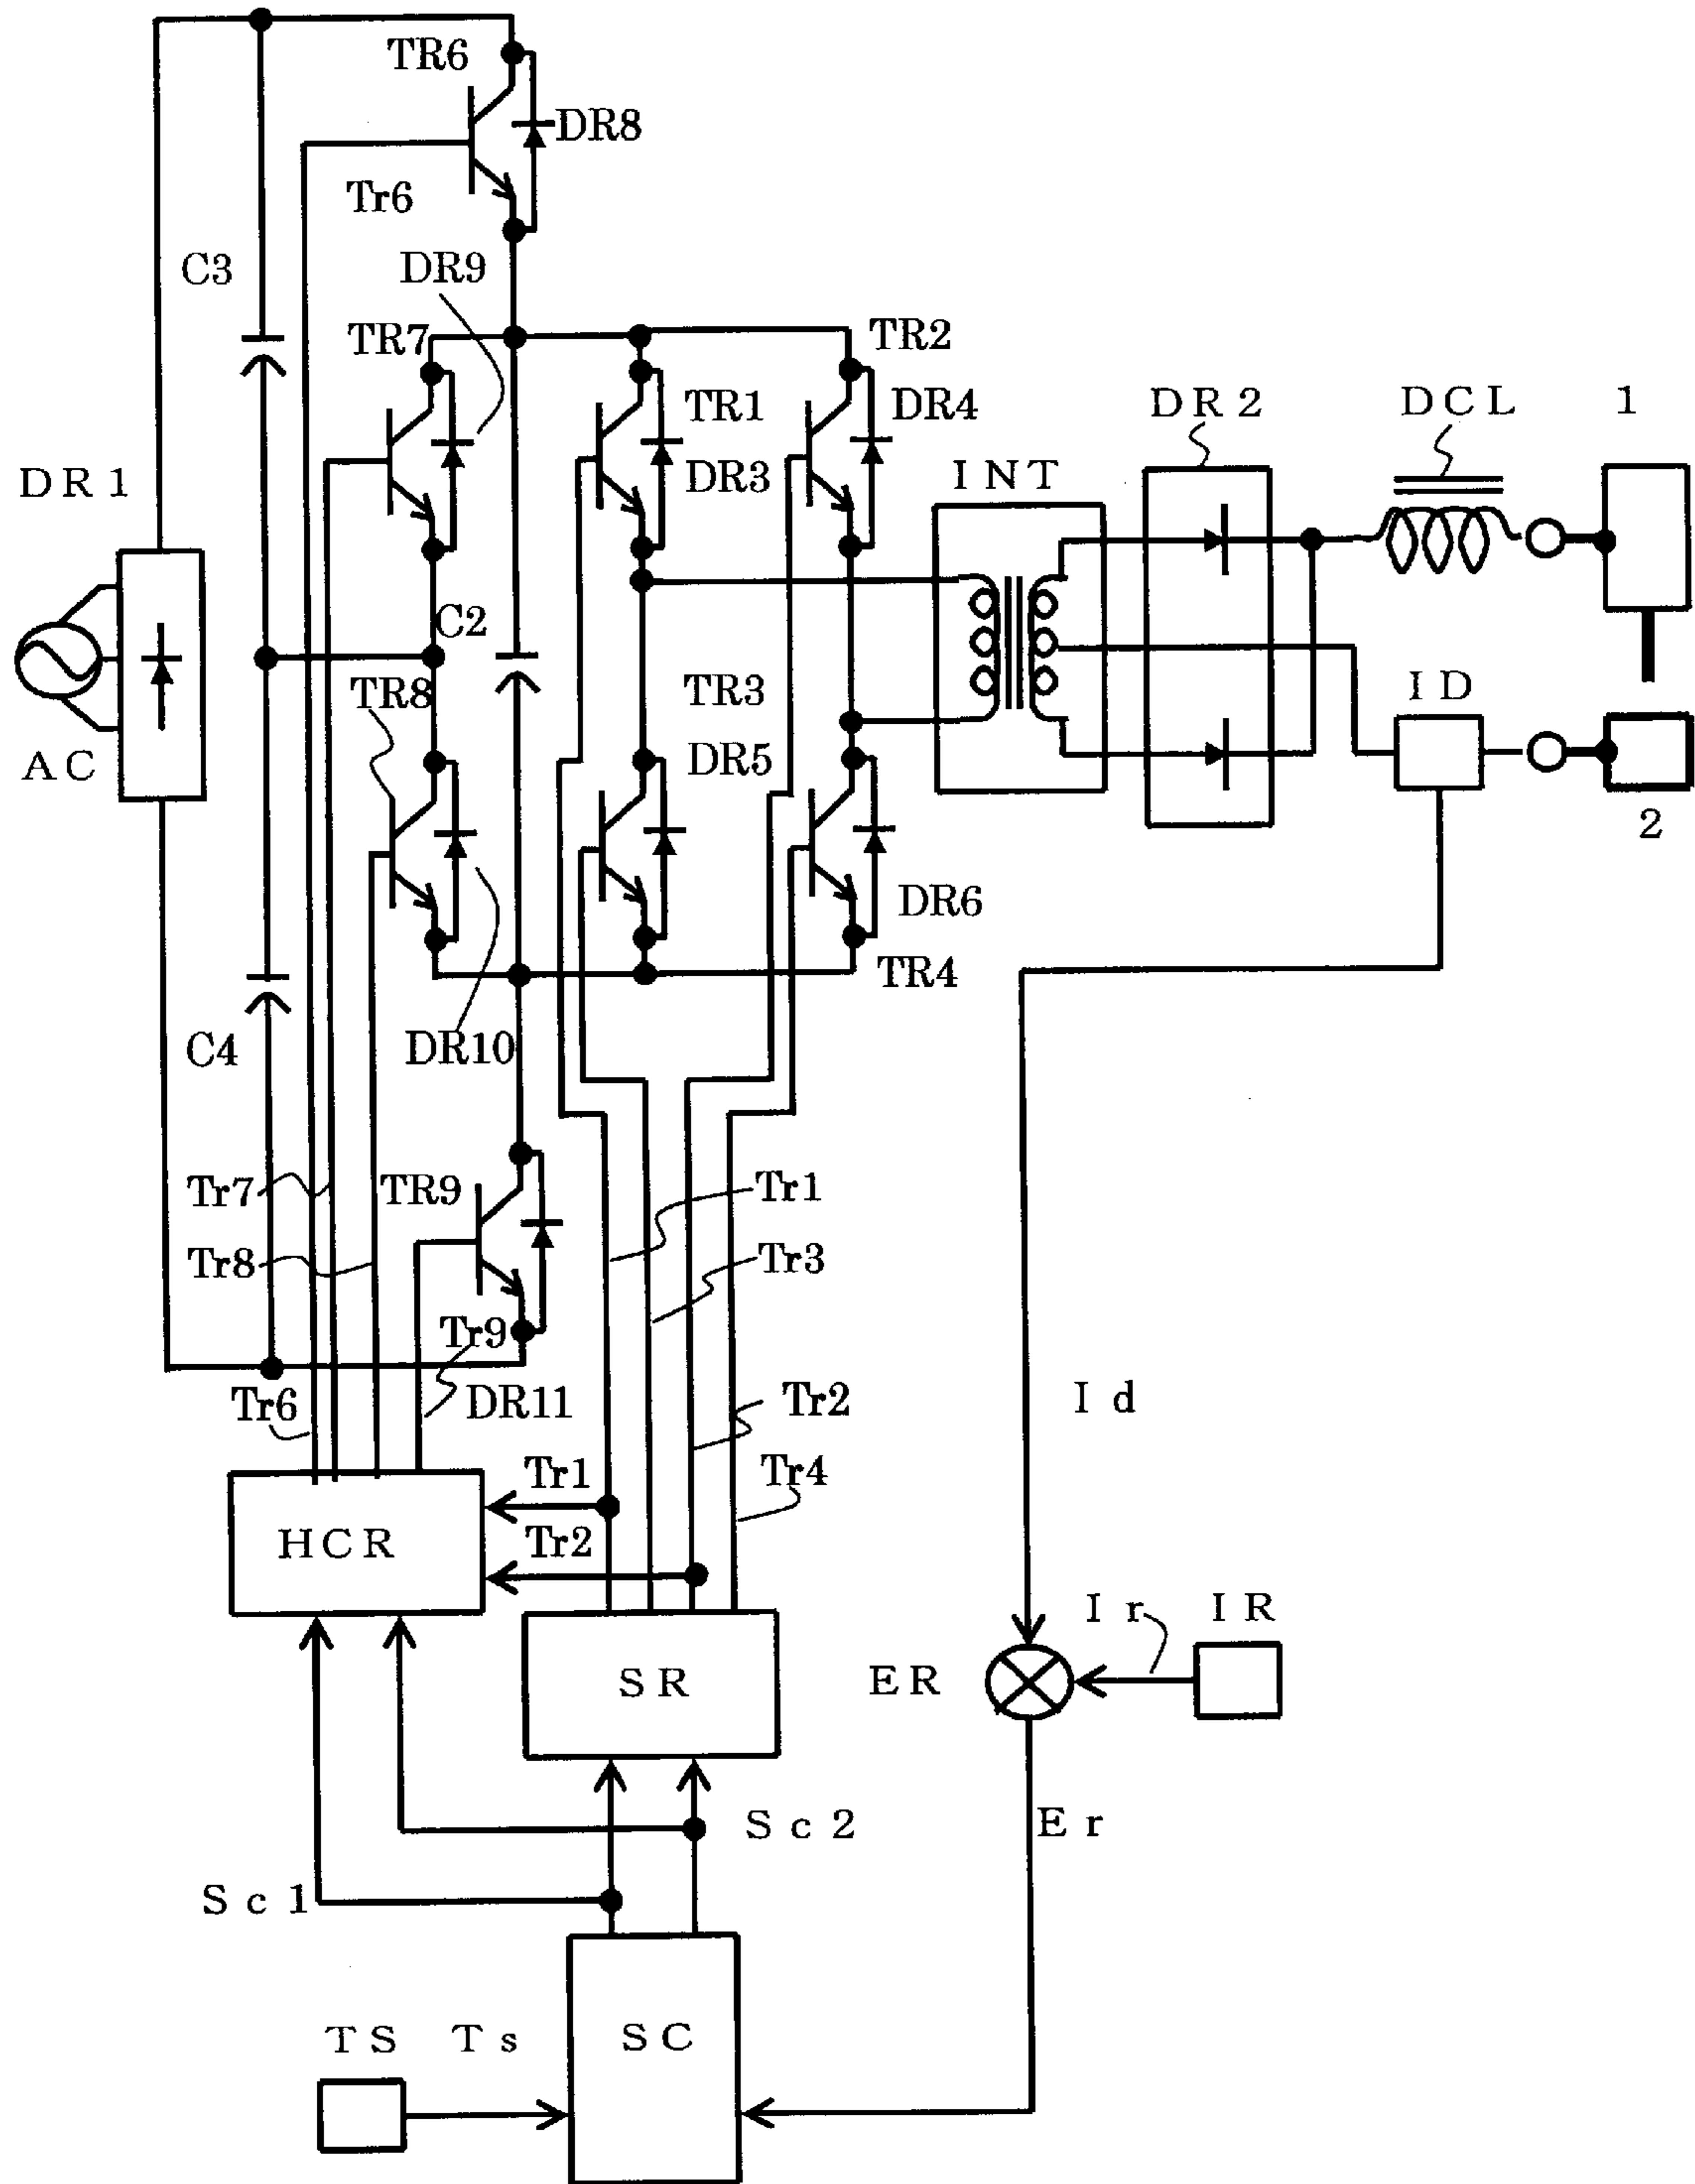 TR6
DR8
Tr6
C3
DR9
TR7
TR2
TR1
DR4
DR2
DCL
1
DR1
DR3
INT
C2
TR8
TR3
ID
AC
DR5
2
DR6
TR4
C4
DR10
Tr7
TR9
Tr1
Tr8
Tr3
Tr9
Tr6
DR11
Tr2
Id
Tr1
Tr4
HCR
Tr2
Ir
IR
SR
ER
Sc2
Er
Sc1
TS
Ts
SC